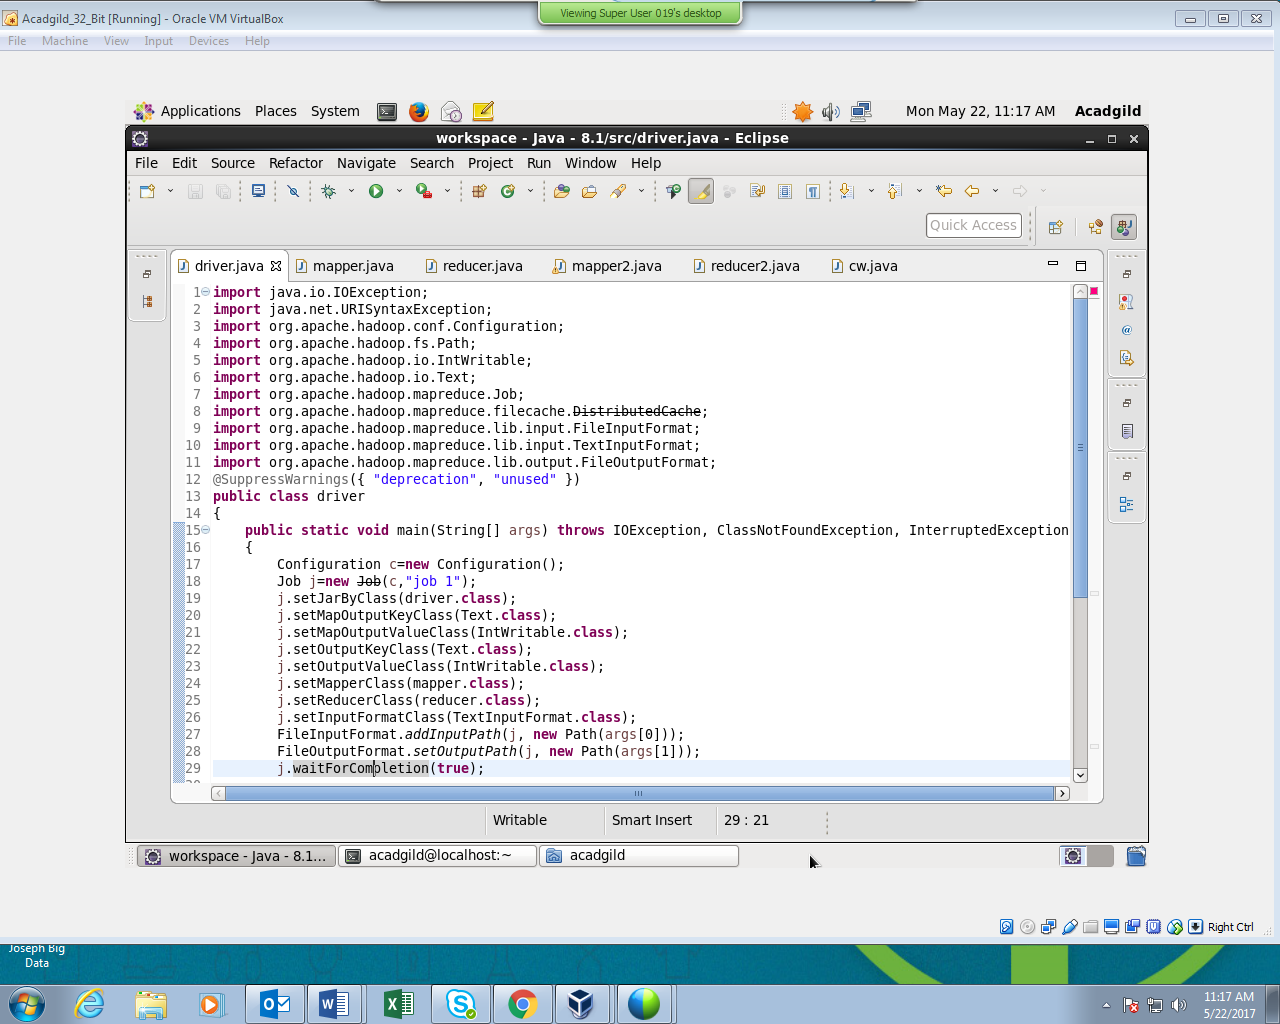 Viewing Super User 019's desktop
Acadgild_32_Bit [Running] - Oracle VM VirtualBox
File Machine View Input Devices Help
Applications Places System Mon May 22, 11:17 AM Acadgild
workspace - Java - 8.1/src/driver.java - Eclipse
File Edit Source Refactor Navigate Search Project Run Window Help
Quick Access
driver.java mapper.java reducer.java mapper2.java reducer2.java cw.java
1 import java.io.IOException;
2 import java.net.URISyntaxException;
3 import org.apache.hadoop.conf.Configuration;
4 import org.apache.hadoop.fs.Path;
5 import org.apache.hadoop.io.IntWritable;
6 import org.apache.hadoop.io.Text;
7 import org.apache.hadoop.mapreduce.Job;
8 import org.apache.hadoop.mapreduce.filecache.DistributedCache;
9 import org.apache.hadoop.mapreduce.lib.input.FileInputFormat;
10 import org.apache.hadoop.mapreduce.lib.input.TextInputFormat;
11 import org.apache.hadoop.mapreduce.lib.output.FileOutputFormat;
12 @SuppressWarnings({ "deprecation", "unused" })
13 public class driver
14 {
15 public static void main(String[] args) throws IOException, ClassNotFoundException, InterruptedException
16 {
17 Configuration c=new Configuration();
18 Job j=new Job(c,"job 1");
19 j.setJarByClass(driver.class);
20 j.setMapOutputKeyClass(Text.class);
21 j.setMapOutputValueClass(IntWritable.class);
22 j.setOutputKeyClass(Text.class);
23 j.setOutputValueClass(IntWritable.class);
24 j.setMapperClass(mapper.class);
25 j.setReducerClass(reducer.class);
26 j.setInputFormatClass(TextInputFormat.class);
27 FileInputFormat.addInputPath(j, new Path(args[0]));
28 FileOutputFormat.setOutputPath(j, new Path(args[1]));
29 j.waitForCompletion(true);
Writable Smart Insert 29 : 21
workspace - Java - 8.1... acadgild@localhost:~ acadgild
Right Ctrl
Joseph Big
Data
11:17 AM
5/22/2017